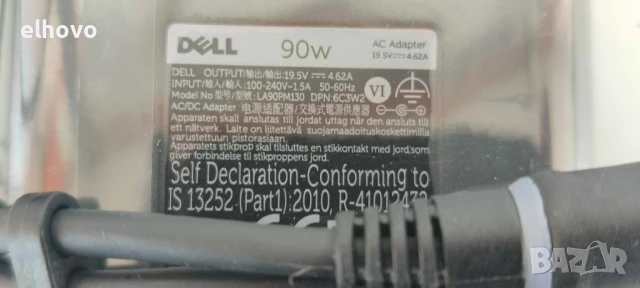 elhovo
DELL 90W AC Adapter
19.5V⎓4.62A
DELL OUTPUT/输出/輸出:19.5V⎓4.62A
INPUT/输入/輸入:100-240V~1.5A 50-60Hz
Model No/型号/型號: LA90PM130 DPN:6C3W2
VI
AC/DC Adapter 电源适配器/交換式電源供應器
Apparaten skall anslutas till jordat uttag när den ansluts till
ett nätverk. Laite on liitettävä suojamaadoituskoskettimilla
varustetuun pistorasiaan.
Apparatets stikprop skal tilsluttes en stikkontakt med jord,som
giver forbindelse til stikproppens jord.
Self Declaration-Conforming to
IS 13252 (Part1):2010, R-41012432
BAZAR